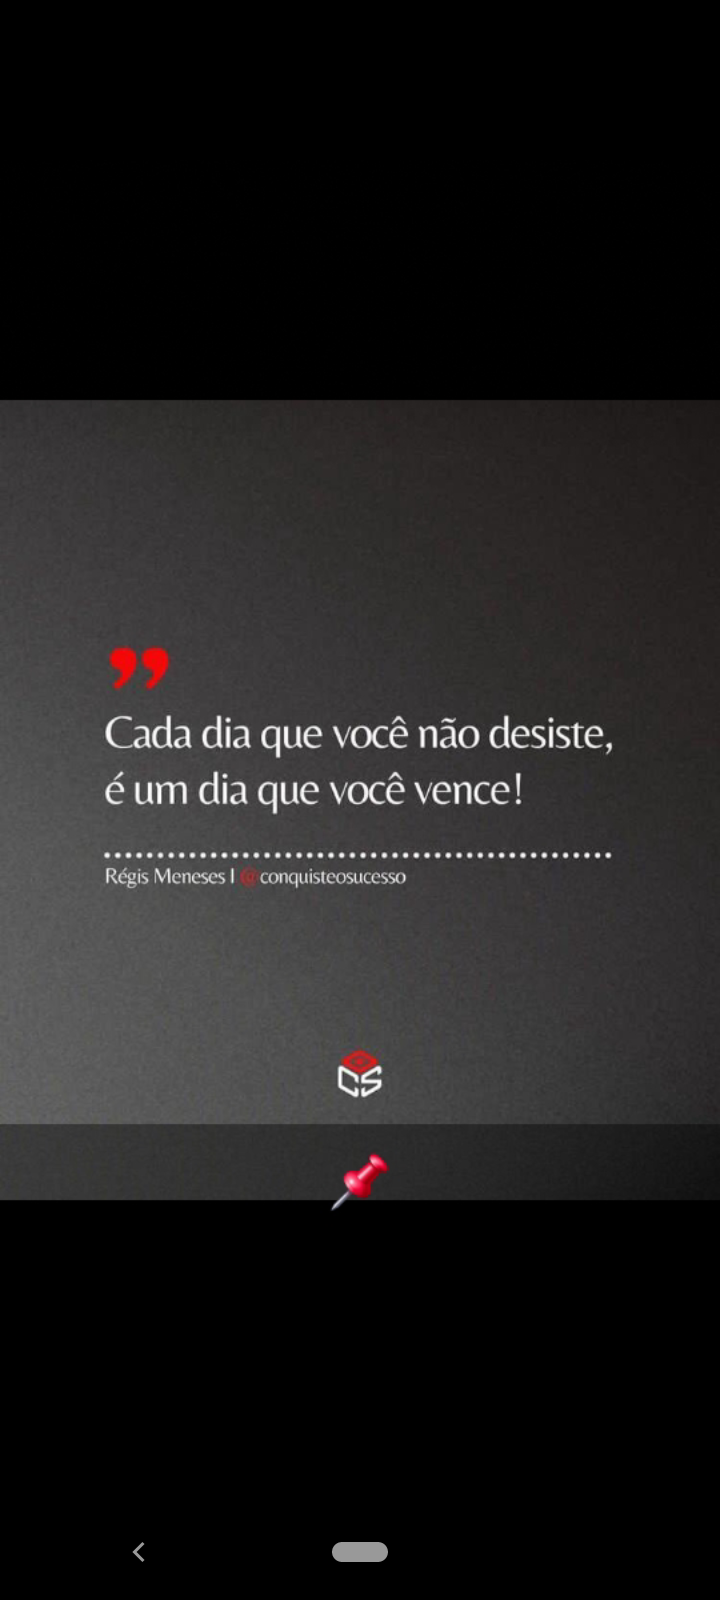 ”
Cada dia que você não desiste,
é um dia que você vence!
Régis Meneses | @conquisteosucesso
CS